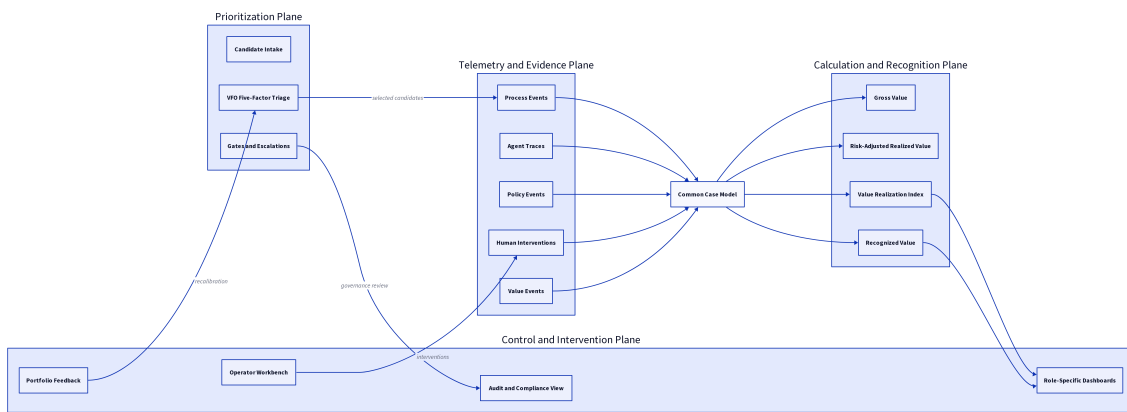 Prioritization Plane
Candidate Intake
VFO Five-Factor Triage
Gates and Escalations
selected candidates
recalibration
governance review
Telemetry and Evidence Plane
Process Events
Agent Traces
Policy Events
Human Interventions
Value Events
Common Case Model
Calculation and Recognition Plane
Gross Value
Risk-Adjusted Realized Value
Value Realization Index
Recognized Value
Control and Intervention Plane
interventions
Portfolio Feedback
Operator Workbench
Audit and Compliance View
Role-Specific Dashboards